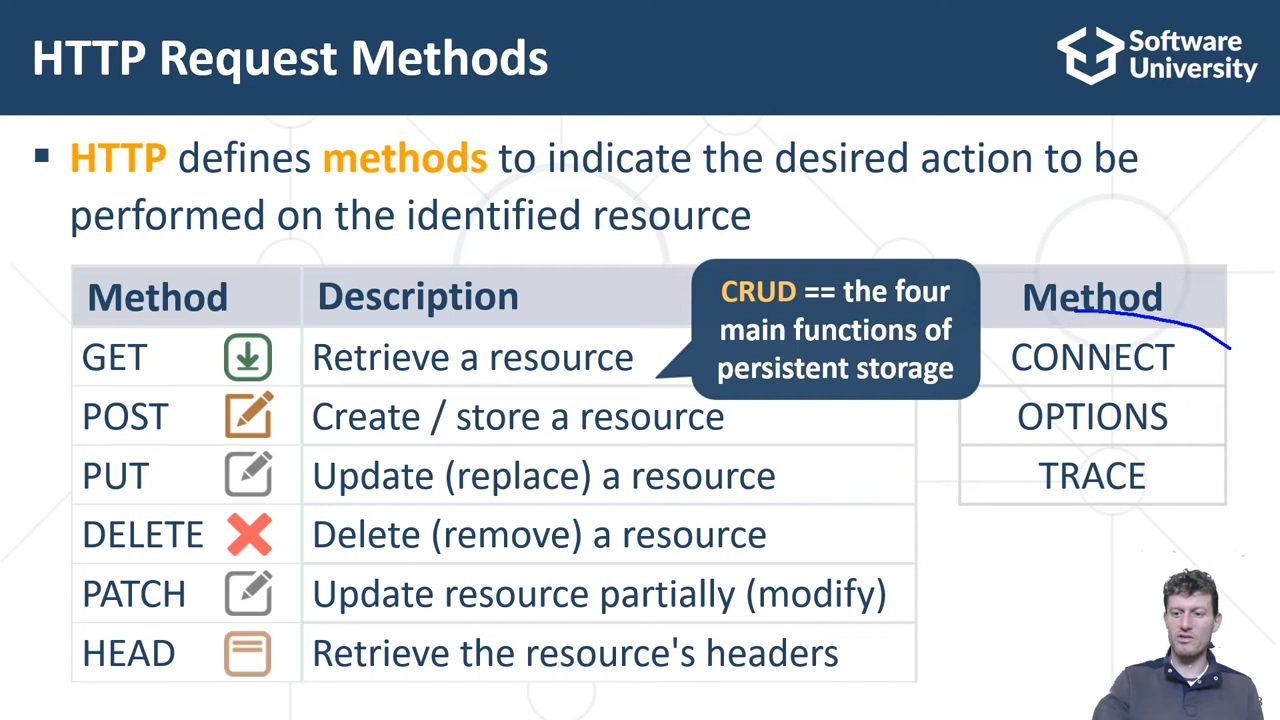 HTTP Request Methods
Software
University
HTTP defines methods to indicate the desired action to be
performed on the identified resource
Method Description
GET Retrieve a resource
POST Create / store a resource
PUT Update (replace) a resource
DELETE Delete (remove) a resource
PATCH Update resource partially (modify)
HEAD Retrieve the resource's headers
CRUD == the four
main functions of
persistent storage
Method
CONNECT
OPTIONS
TRACE